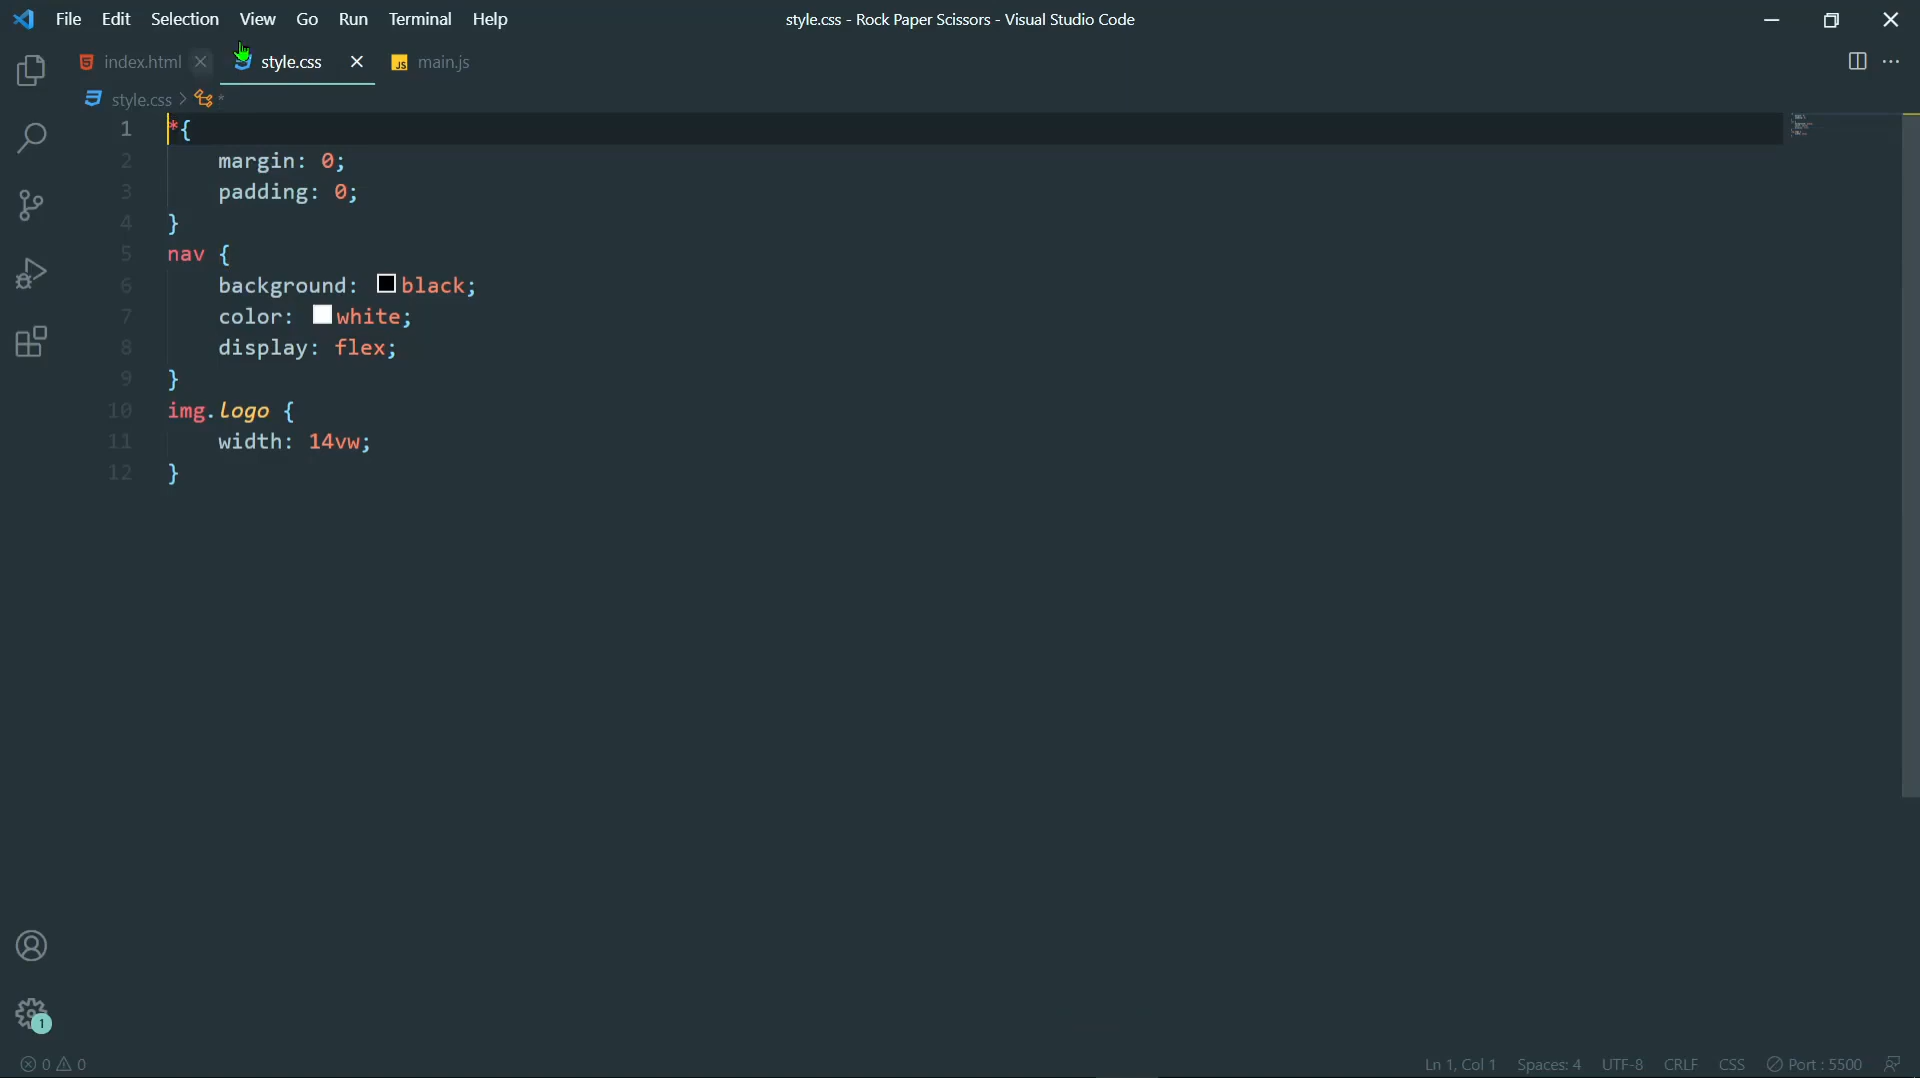 File Edit Selection View Go Run Terminal Help style.css - Rock Paper Scissors - Visual Studio Code
index.html style.css JS main.js
style.css > *
1 *{
2 margin: 0;
3 padding: 0;
4 }
5 nav {
6 background: black;
7 color: white;
8 display: flex;
9 }
10 img.logo {
11 width: 14vw;
12 }
1
0 0 Ln 1, Col 1 Spaces: 4 UTF-8 CRLF CSS Port : 5500